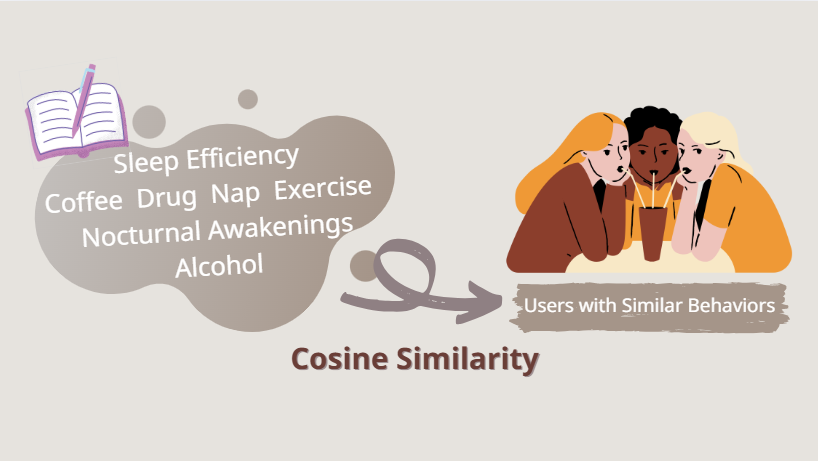 Sleep Efficiency
Coffee Drug Nap Exercise
Nocturnal Awakenings
Alcohol
Users with Similar Behaviors
Cosine Similarity